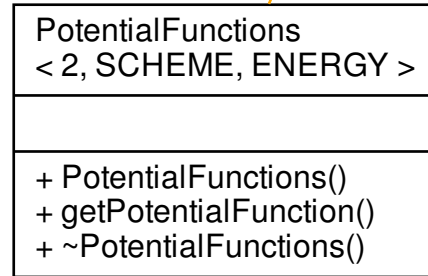 PotentialFunctions
< 2, SCHEME, ENERGY >
+ PotentialFunctions()
+ getPotentialFunction()
+ ~PotentialFunctions()